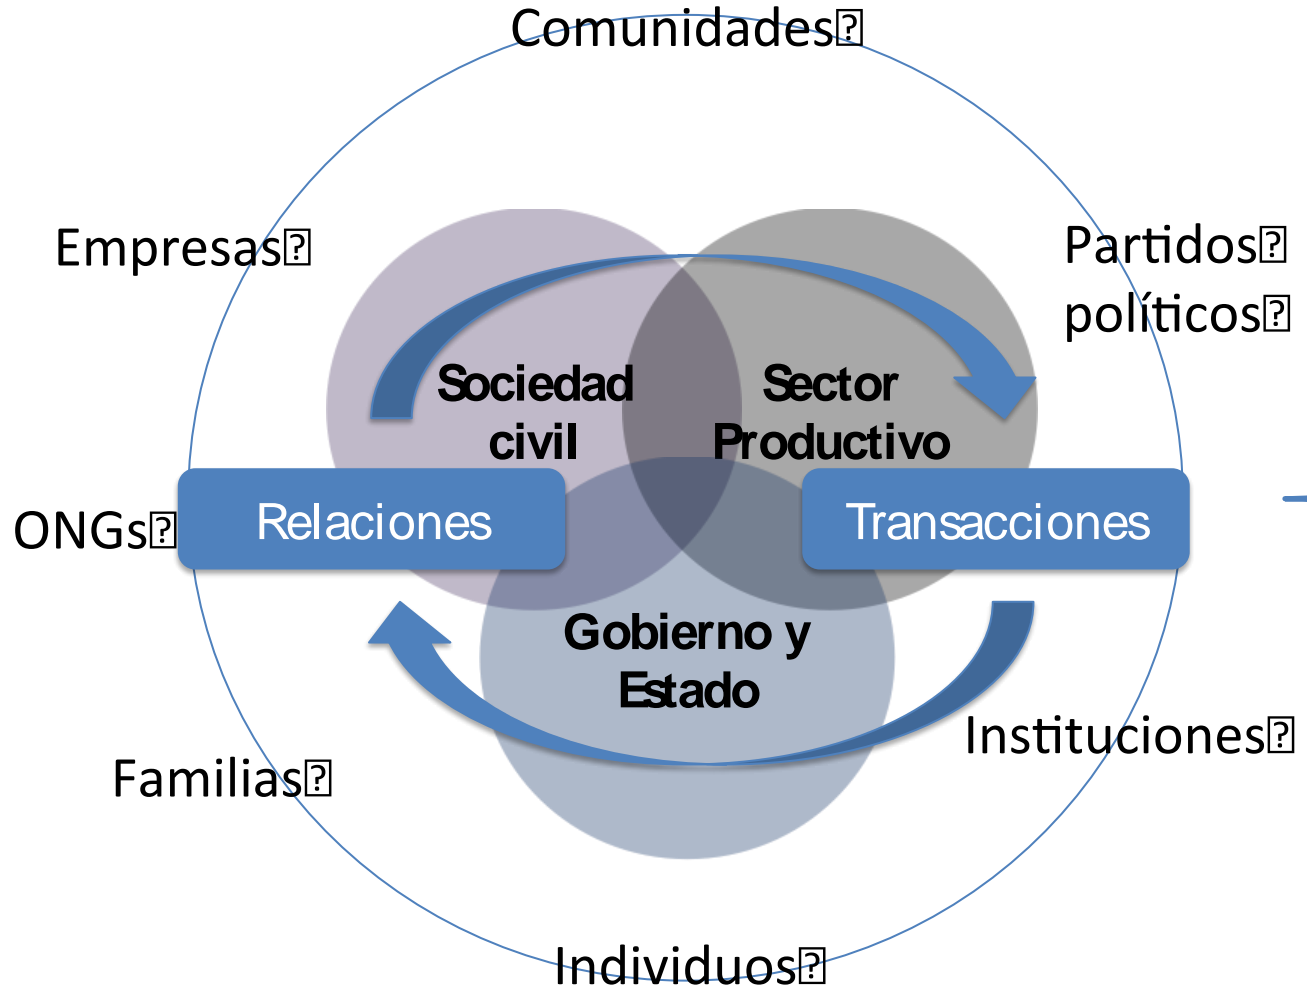 Comunidades
Empresas
Partidos
políticos
Sociedad
civil
Sector
Productivo
ONGs
Relaciones
Transacciones
Gobierno y
Estado
Instituciones
Familias
Individuos